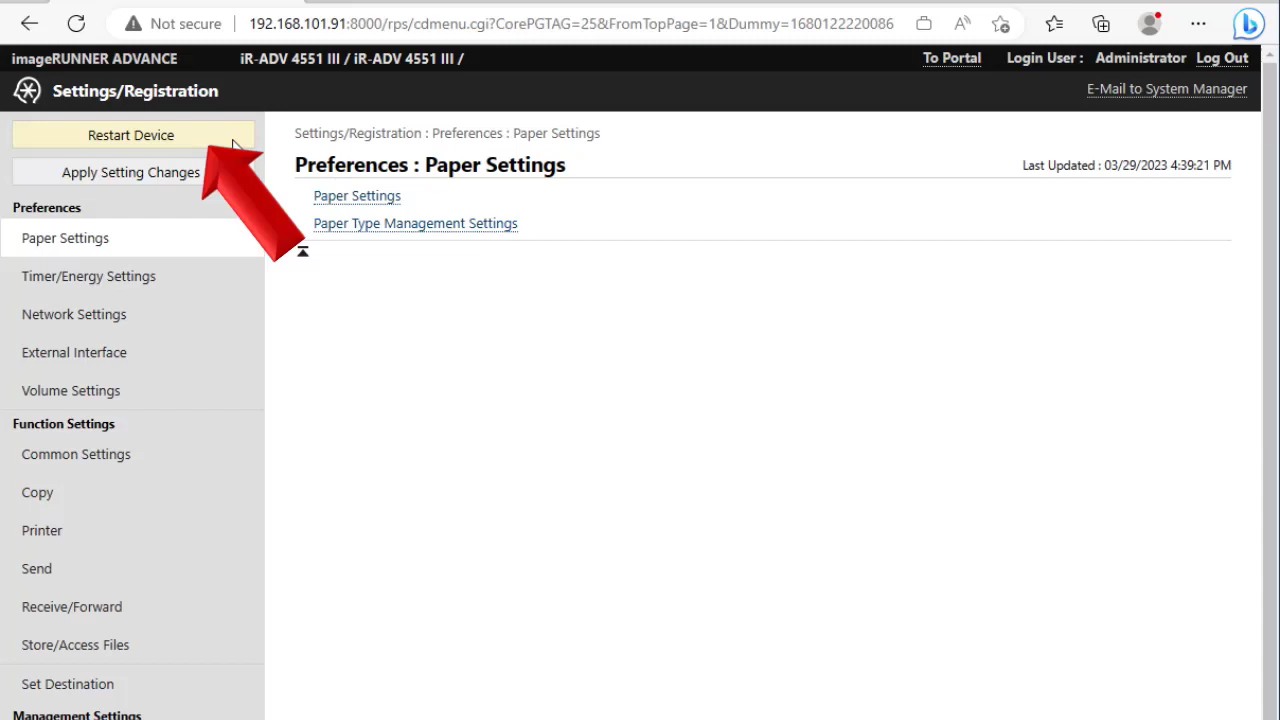 Not secure
192.168.101.91:8000/rps/cdmenu.cgi?CorePGTAG=25&FromTopPage=1&Dummy=1680122220086
imageRUNNER ADVANCE
iR-ADV 4551 III / iR-ADV 4551 III /
To Portal
Login User : Administrator
Log Out
Settings/Registration
E-Mail to System Manager
Restart Device
Apply Setting Changes
Preferences
Paper Settings
Timer/Energy Settings
Network Settings
External Interface
Volume Settings
Function Settings
Common Settings
Copy
Printer
Send
Receive/Forward
Store/Access Files
Set Destination
Management Settings
Settings/Registration : Preferences : Paper Settings
Preferences : Paper Settings
Last Updated : 03/29/2023 4:39:21 PM
Paper Settings
Paper Type Management Settings